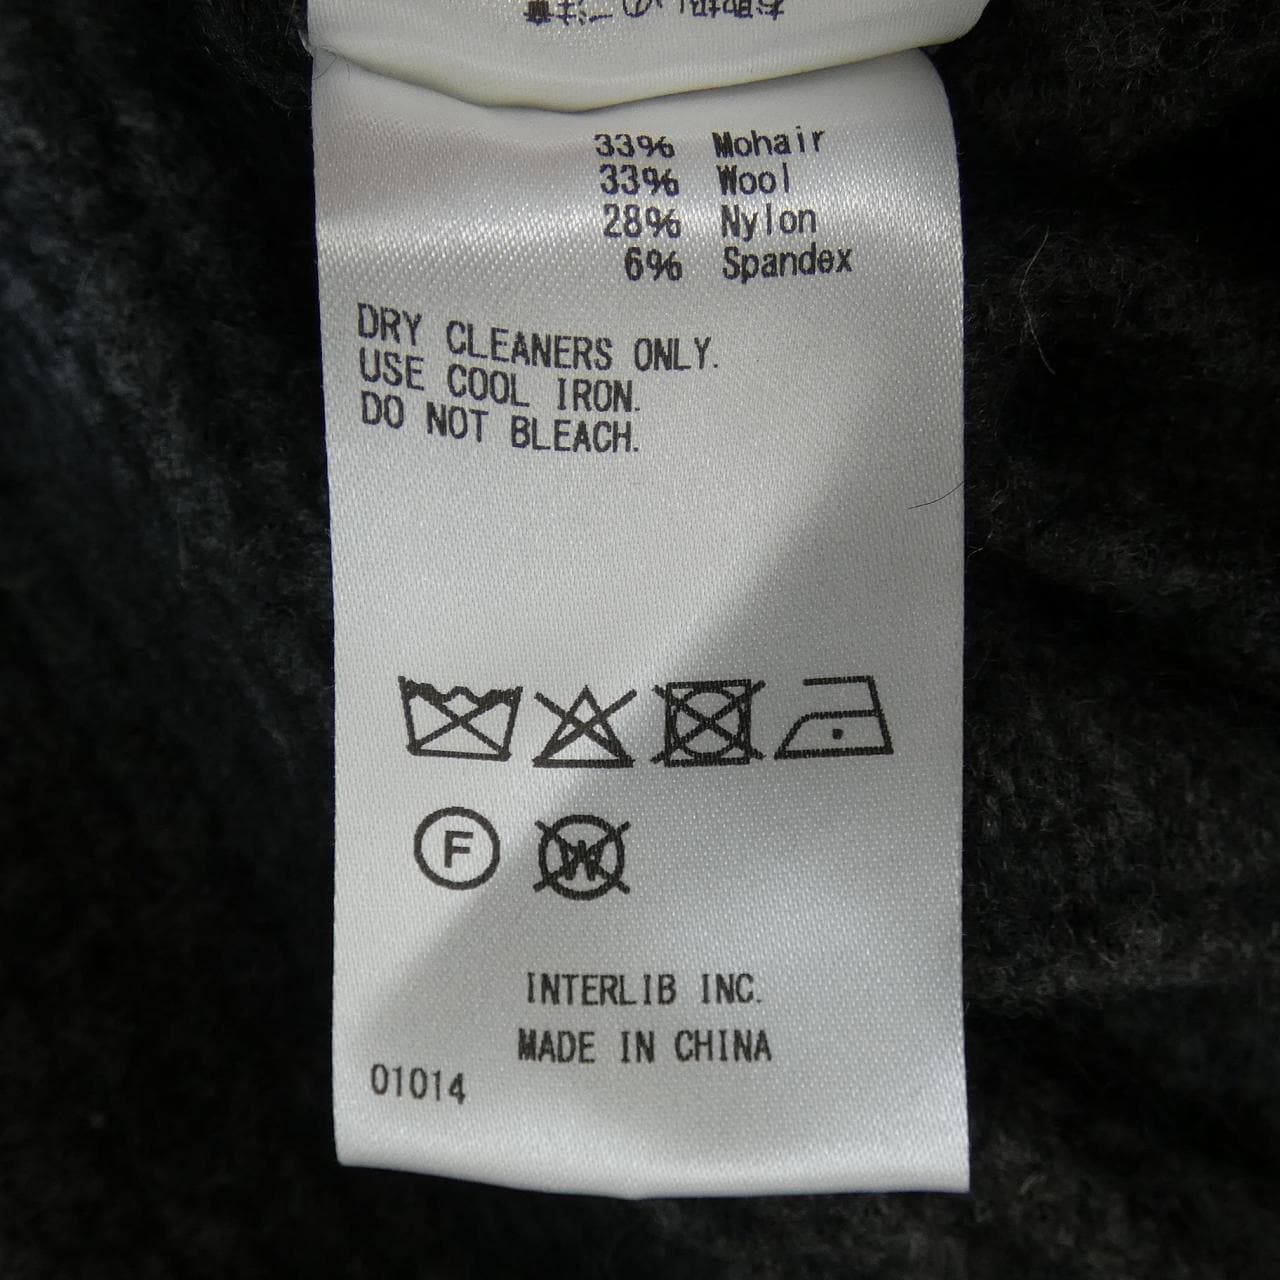 33% Mohair
33% Wool
28% Nylon
6% Spandex
DRY CLEANERS ONLY.
USE COOL IRON.
DO NOT BLEACH.
F
W
INTERLIB INC.
MADE IN CHINA
01014